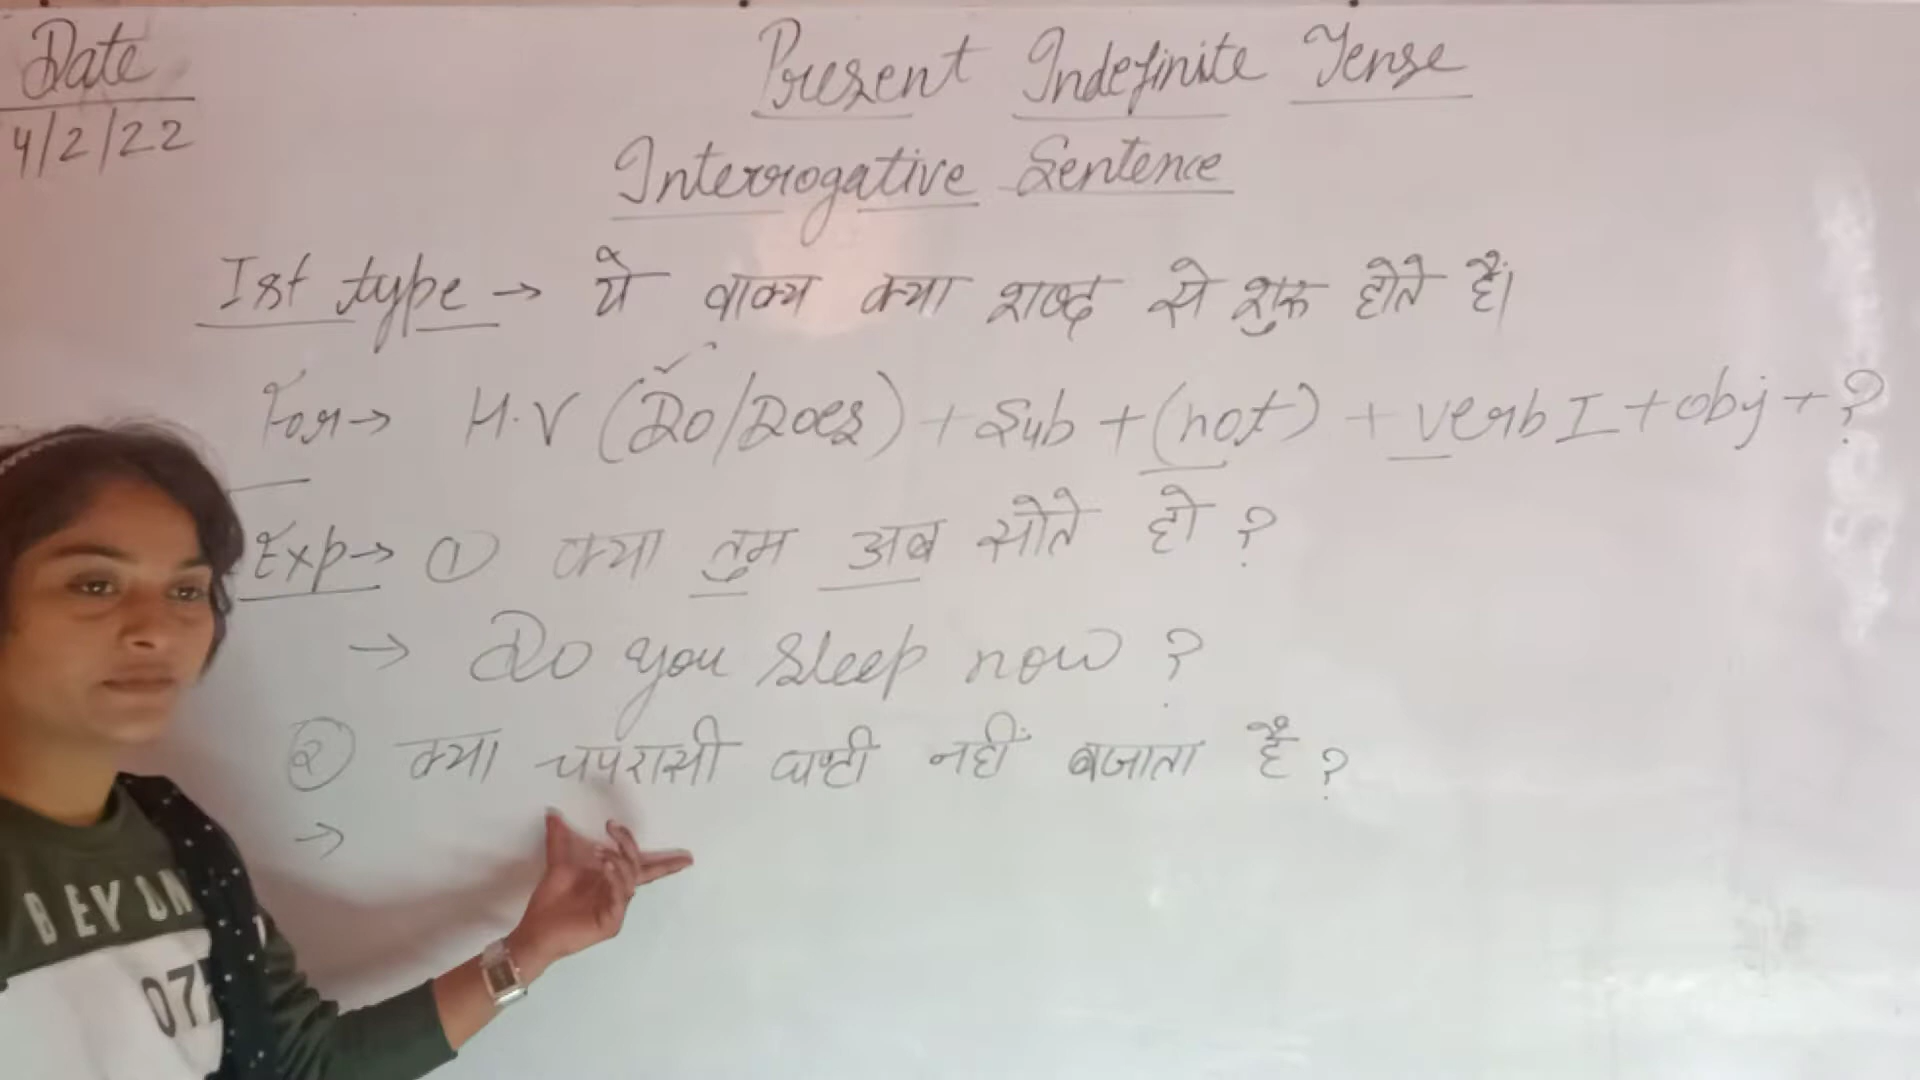 Date
4/2/22
Present Indefinite Tense
Interrogative Sentence
Ist type → ये वाक्य क्या शब्द से शुरू होते हैं।
For → H.V (Do/Does) + Sub + (not) + verb I + obj + ?
Exp → ① क्या तुम अब सोते हो ?
→ Do you sleep now ?
② क्या चपरासी घण्टी नहीं बजाता है ?
→
BEYON
07